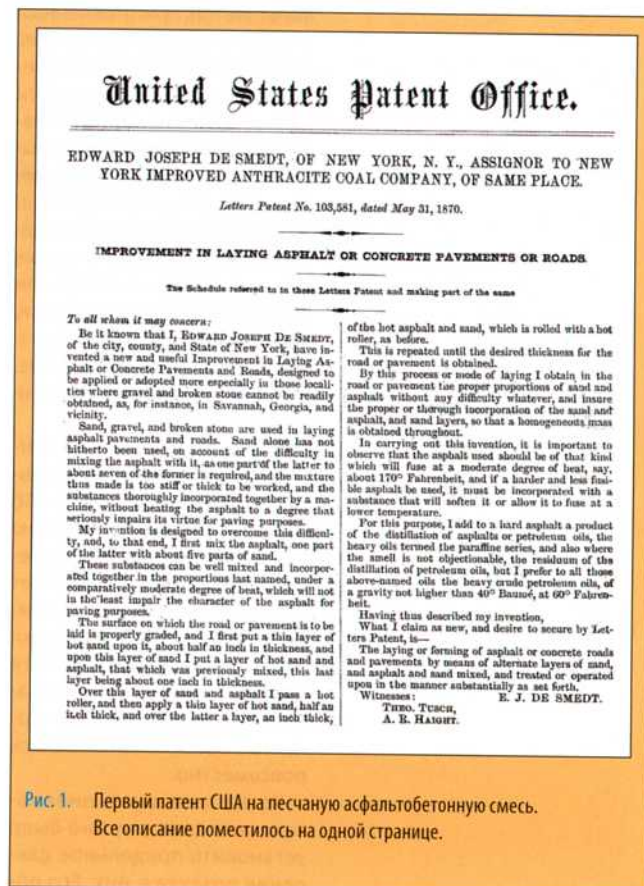 United States Patent Office.
EDWARD JOSEPH DE SMEDT, OF NEW YORK, N. Y., ASSIGNOR TO NEW
YORK IMPROVED ANTHRACITE COAL COMPANY, OF SAME PLACE.
Letters Patent No. 103,581, dated May 31, 1870.
IMPROVEMENT IN LAYING ASPHALT OR CONCRETE PAVEMENTS OR ROADS.
The Schedule referred to in these Letters Patent and making part of the same
To all whom it may concern:
Be it known that I, EDWARD JOSEPH DE SMEDT,
of the city, county, and State of New York, have in-
vented a new and useful Improvement in Laying As-
phalt or Concrete Pavements and Roads, designed to
be applied or adopted more especially in those locali-
ties where gravel and broken stone cannot be readily
obtained, as, for instance, in Savannah, Georgia, and
vicinity.
Sand, gravel, and broken stone are used in laying
asphalt pavements and roads. Sand alone has not
hitherto been used, on account of the difficulty in
mixing the asphalt with it, as one part of the latter to
about seven of the former is required, and the mixture
thus made is too stiff or thick to be worked, and the
substances thoroughly incorporated together by a ma-
chine, without heating the asphalt to a degree that
seriously impairs its virtue for paving purposes.
My invention is designed to overcome this difficul-
ty, and, to that end, I first mix the asphalt, one part
of the latter with about five parts of sand.
These substances can be well mixed and incorpor-
ated together in the proportions last named, under a
comparatively moderate degree of heat, which will not
in the least impair the character of the asphalt for
paving purposes.
The surface on which the road or pavement is to be
laid is properly graded, and I first put a thin layer of
hot sand upon it, about half an inch in thickness, and
upon this layer of sand I put a layer of hot sand and
asphalt, that which was previously mixed, this last
layer being about one inch in thickness.
Over this layer of sand and asphalt I pass a hot
roller, and then apply a thin layer of hot sand, half an
inch thick, and over the latter a layer, an inch thick,
of the hot asphalt and sand, which is rolled with a hot
roller, as before.
This is repeated until the desired thickness for the
road or pavement is obtained.
By this process or mode of laying I obtain in the
road or pavement the proper proportions of sand and
asphalt without any difficulty whatever, and insure
the proper or thorough incorporation of the sand and
asphalt, and sand layers, so that a homogeneous mass
is obtained throughout.
In carrying out this invention, it is important to
observe that the asphalt used should be of that kind
which will fuse at a moderate degree of heat, say,
about 170° Fahrenheit, and if a harder and less fusi-
ble asphalt be used, it must be incorporated with a
substance that will soften it or allow it to fuse at a
lower temperature.
For this purpose, I add to a hard asphalt a product
of the distillation of asphalts or petroleum oils, the
heavy oils termed the paraffine series, and also where
the smell is not objectionable, the residuum of the
distillation of petroleum oils, but I prefer to all those
above-named oils the heavy crude petroleum oils, of
a gravity not higher than 40° Baumé, at 60° Fahren-
heit.
Having thus described my invention,
What I claim as new, and desire to secure by Let-
ters Patent, is—
The laying or forming of asphalt or concrete roads
and pavements by means of alternate layers of sand,
and asphalt and sand mixed, and treated or operated
upon in the manner substantially as set forth.
E. J. DE SMEDT.
Witnesses:
THEO. TUSCH,
A. R. HAIGHT.
Рис. 1. Первый патент США на песчаную асфальтобетонную смесь.
Все описание поместилось на одной странице.